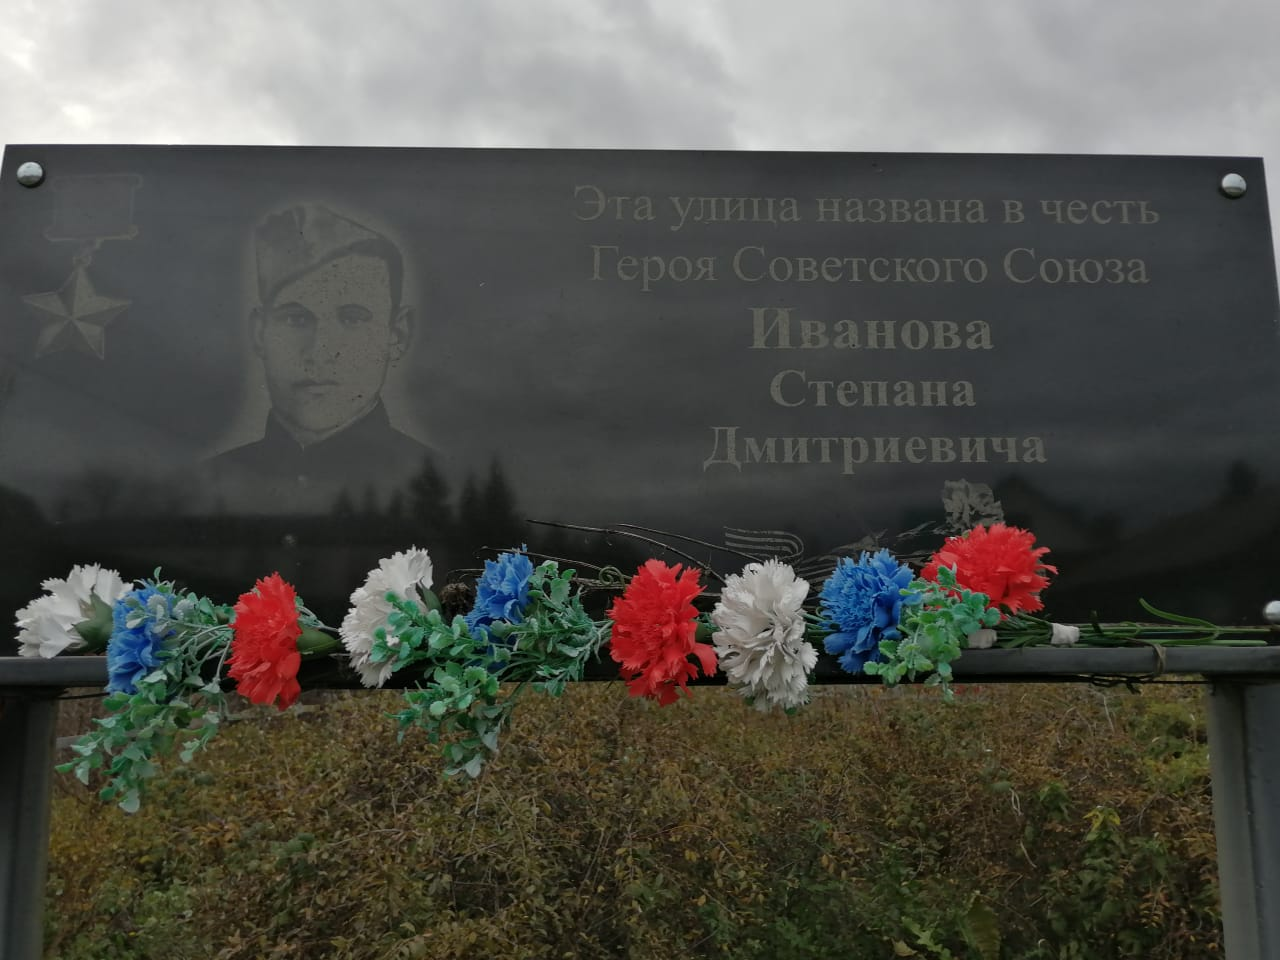 Эта улица названа в честь
Героя Советского Союза
Иванова
Степана
Дмитриевича